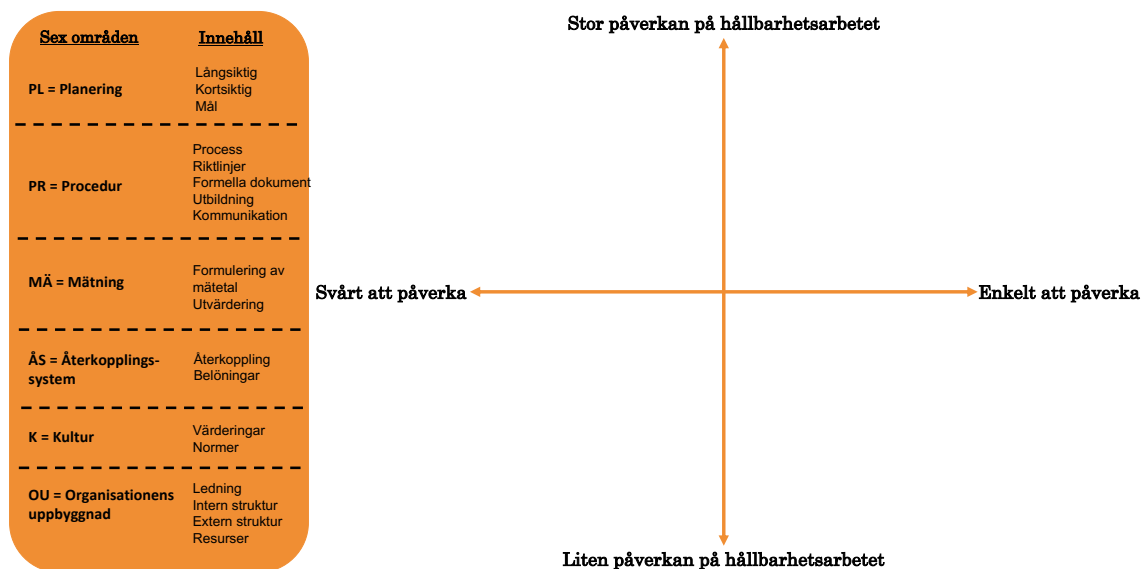 Sex områden
Innehåll
PL = Planering
Långsiktig
Kortsiktig
Mål
PR = Procedur
Process
Riktlinjer
Formella dokument
Utbildning
Kommunikation
MÄ = Mätning
Formulering av
mätetal
Utvärdering
ÅS = Återkopplings-
system
Återkoppling
Belöningar
K = Kultur
Värderingar
Normer
OU = Organisationens
uppbyggnad
Ledning
Intern struktur
Extern struktur
Resurser
Stor påverkan på hållbarhetsarbetet
Svårt att påverka
Enkelt att påverka
Liten påverkan på hållbarhetsarbetet